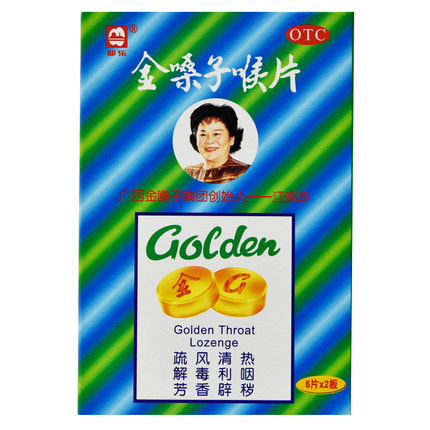 都乐®
OTC
金嗓子喉片
广西金嗓子集团创始人——江佩珍
Golden
金 G
Golden Throat
Lozenge
疏风清热
解毒利咽
芳香辟秽
6片x2板